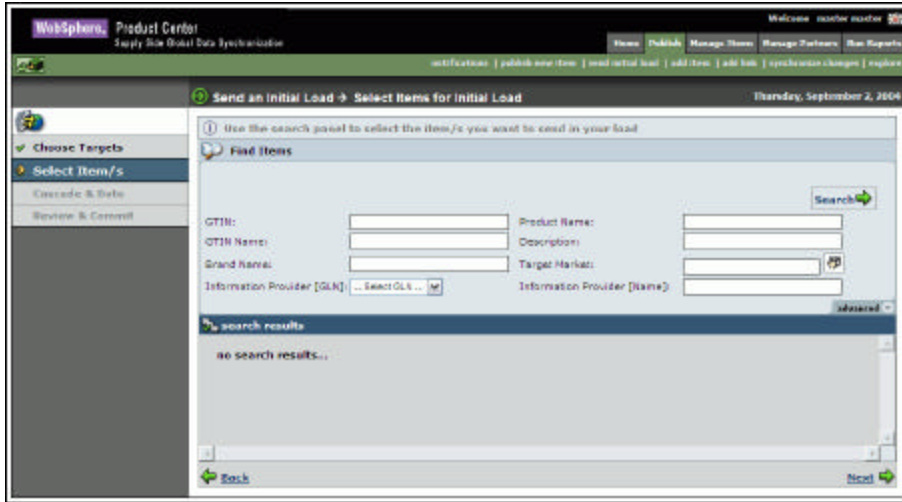 WebSphere. Product Center
Supply Side Global Data Synchronization
Welcome master master
Home Publish Manage Items Manage Partners Run Reports
notifications | publish new item | send initial load | add item | add link | synchronize changes | explore
Send an Initial Load → Select Items for Initial Load
Thursday, September 2, 2004
Use the search panel to select the item/s you want to send in your load
Choose Targets
Select Item/s
Cascade & Date
Review & Commit
Find Items
Search
GTIN:
Product Name:
GTIN Name:
Description:
Brand Name:
Target Market:
Information Provider [GLN]: ... Select GLN ...
Information Provider [Name]:
advanced
search results
no search results...
Back
Next